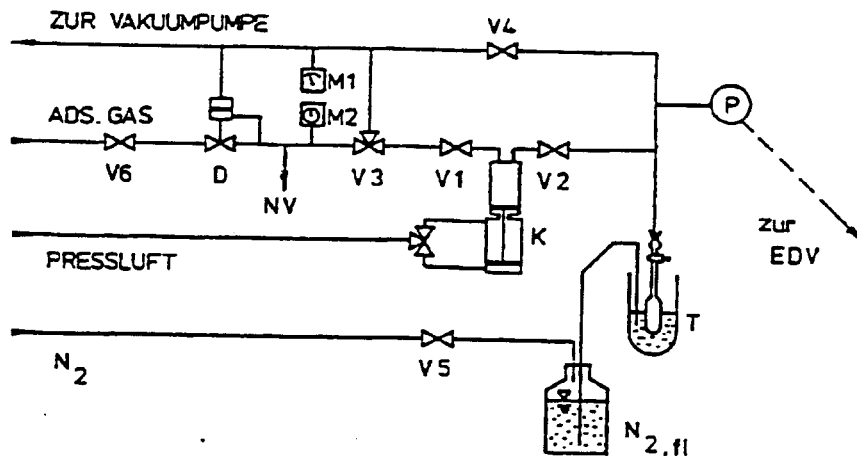 ZUR VAKUUMPUMPE
V4
M1
P
M2
ADS. GAS
V6
D
NV
V3
V1
V2
K
zur
EDV
PRESSLUFT
T
N2
V5
N2,fl